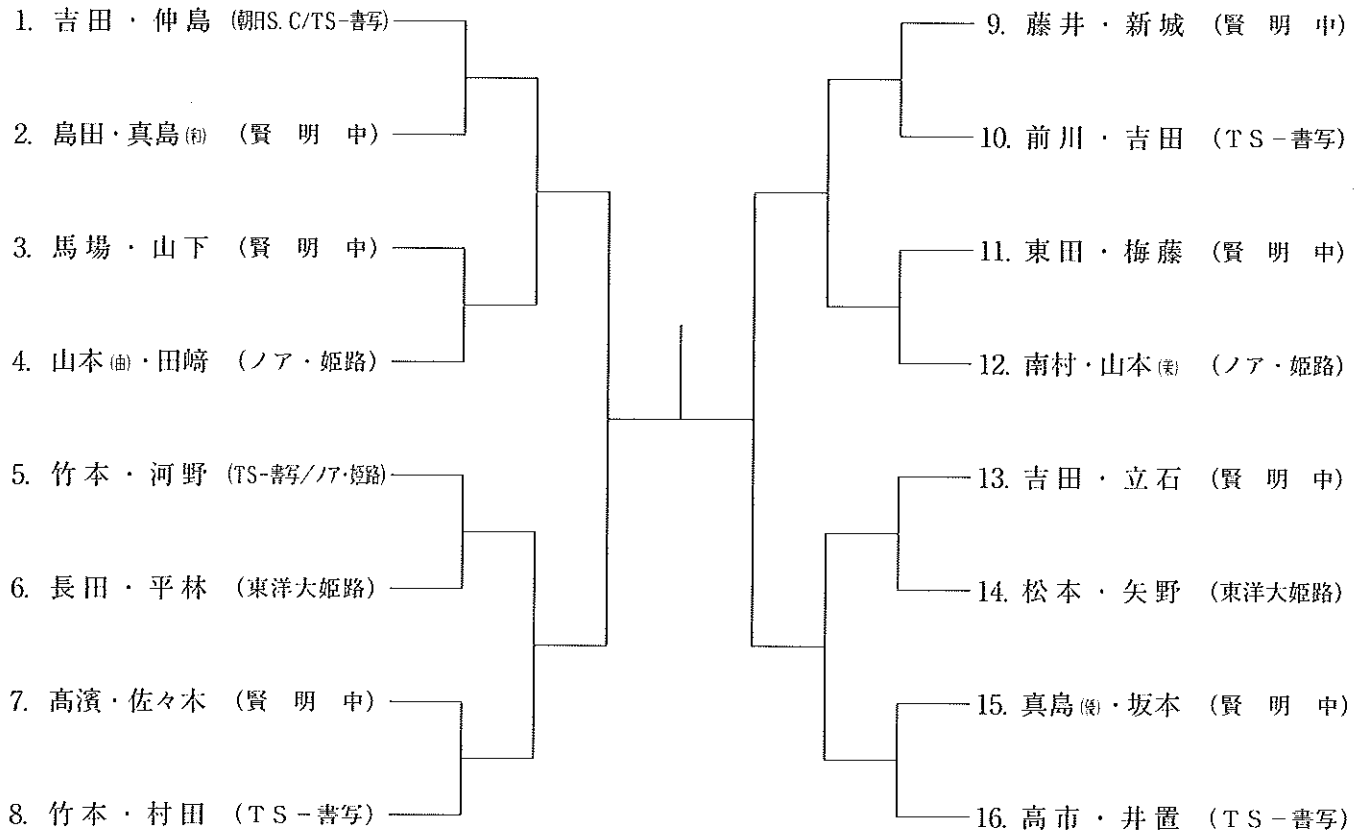 1. 吉田・仲島 (朝日S.C/TS-書写)
2. 島田・真島(和) (賢明中)
3. 馬場・山下 (賢明中)
4. 山本(由)・田﨑 (ノア・姫路)
5. 竹本・河野 (TS-書写/ノア・姫路)
6. 長田・平林 (東洋大姫路)
7. 髙濱・佐々木 (賢明中)
8. 竹本・村田 (TS-書写)
9. 藤井・新城 (賢明中)
10. 前川・吉田 (TS-書写)
11. 東田・梅藤 (賢明中)
12. 南村・山本 (ノア・姫路)
13. 吉田・立石 (賢明中)
14. 松本・矢野 (東洋大姫路)
15. 真島(優)・坂本 (賢明中)
16. 高市・井置 (TS-書写)